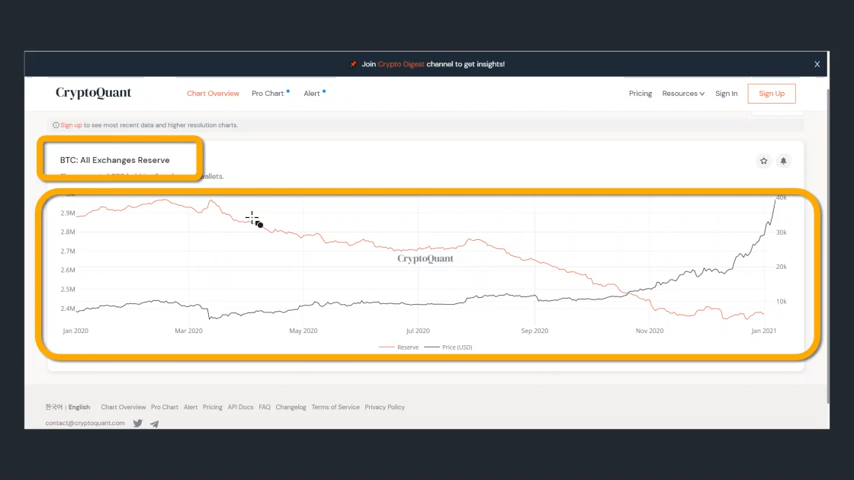 Join Crypto Digest channel to get insights!
X
CryptoQuant
Chart Overview
Pro Chart
Alert
Pricing
Resources
Sign In
Sign Up
Sign up to see most recent data and higher resolution charts.
BTC: All Exchanges Reserve
40k
2.9M
30k
2.8M
2.7M
CryptoQuant
2.6M
20k
2.5M
2.4M
10k
Jan 2020
Mar 2020
May 2020
Jul 2020
Sep 2020
Nov 2020
Jan 2021
Reserve
Price (USD)
한국어 | English
Chart Overview
Pro Chart
Alert
Pricing
API Docs
FAQ
Changelog
Terms of Service
Privacy Policy
contact@cryptoquant.com